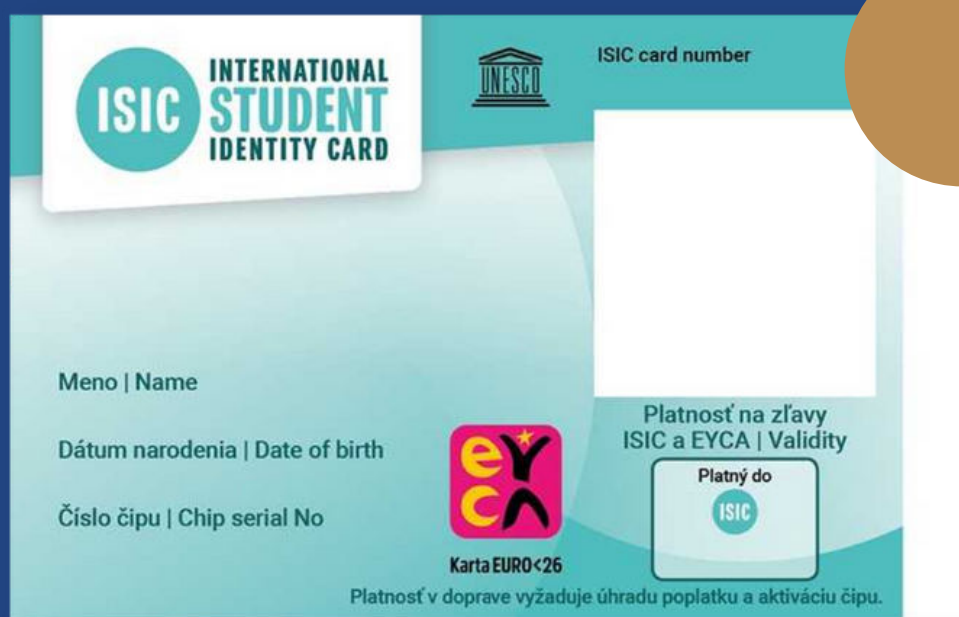 ISIC
INTERNATIONAL
STUDENT
IDENTITY CARD
UNESCO
ISIC card number
Meno | Name
Dátum narodenia | Date of birth
Číslo čipu | Chip serial No
eyca
Karta EURO<26
Platnosť na zľavy
ISIC a EYCA | Validity
Platný do
ISIC
Platnosť v doprave vyžaduje úhradu poplatku a aktiváciu čipu.